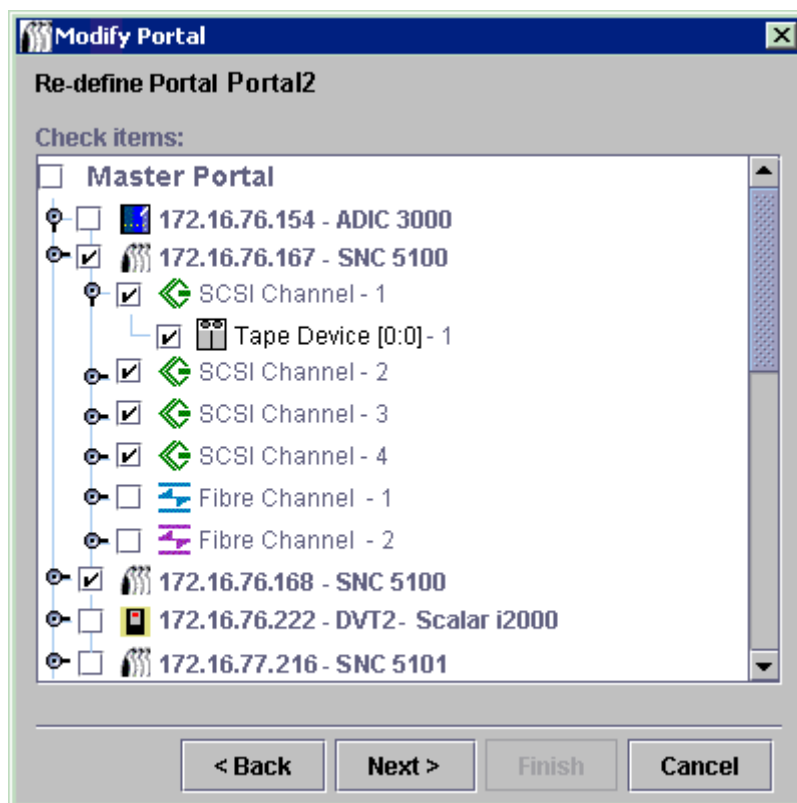 Modify Portal
Re-define Portal Portal2
Check items:
Master Portal
172.16.76.154 - ADIC 3000
172.16.76.167 - SNC 5100
SCSI Channel - 1
Tape Device [0:0] - 1
SCSI Channel - 2
SCSI Channel - 3
SCSI Channel - 4
Fibre Channel - 1
Fibre Channel - 2
172.16.76.168 - SNC 5100
172.16.76.222 - DVT2- Scalar i2000
172.16.77.216 - SNC 5101
< Back Next > Finish Cancel